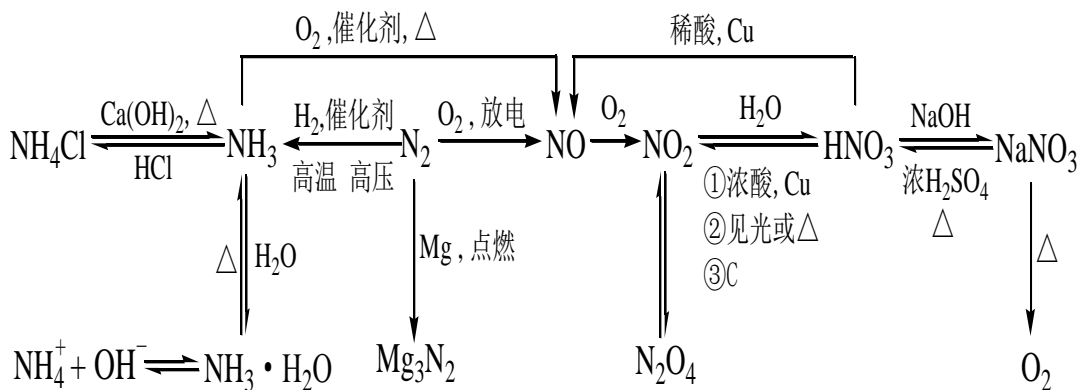 O₂,催化剂, △
稀酸, Cu
Ca(OH)₂, △
H₂,催化剂
O₂ , 放电
O₂
H₂O
NaOH
NH₄Cl
NH₃
N₂
NO
NO₂
HNO₃
NaNO₃
HCl
高温 高压
①浓酸, Cu
②见光或△
③C
浓H₂SO₄
△
△
H₂O
Mg , 点燃
△
NH₄⁺ + OH⁻
NH₃ • H₂O
Mg₃N₂
N₂O₄
O₂